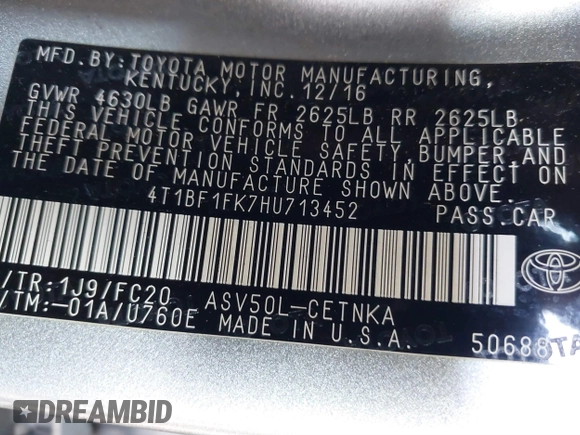 MFD. BY: TOYOTA MOTOR MANUFACTURING,
KENTUCKY, INC. 12/16
GVWR 4630LB GAWR FR 2625LB RR 2625LB
THIS VEHICLE CONFORMS TO ALL APPLICABLE
FEDERAL MOTOR VEHICLE SAFETY, BUMPER, AND
THEFT PREVENTION STANDARDS IN EFFECT ON
THE DATE OF MANUFACTURE SHOWN ABOVE.
4T1BF1FK7HU713452 PASS. CAR
/TR: 1J9/FC20 ASV50L-CETNKA
/TM: -01A/U760E MADE IN U.S.A.
50688
DREAMBID